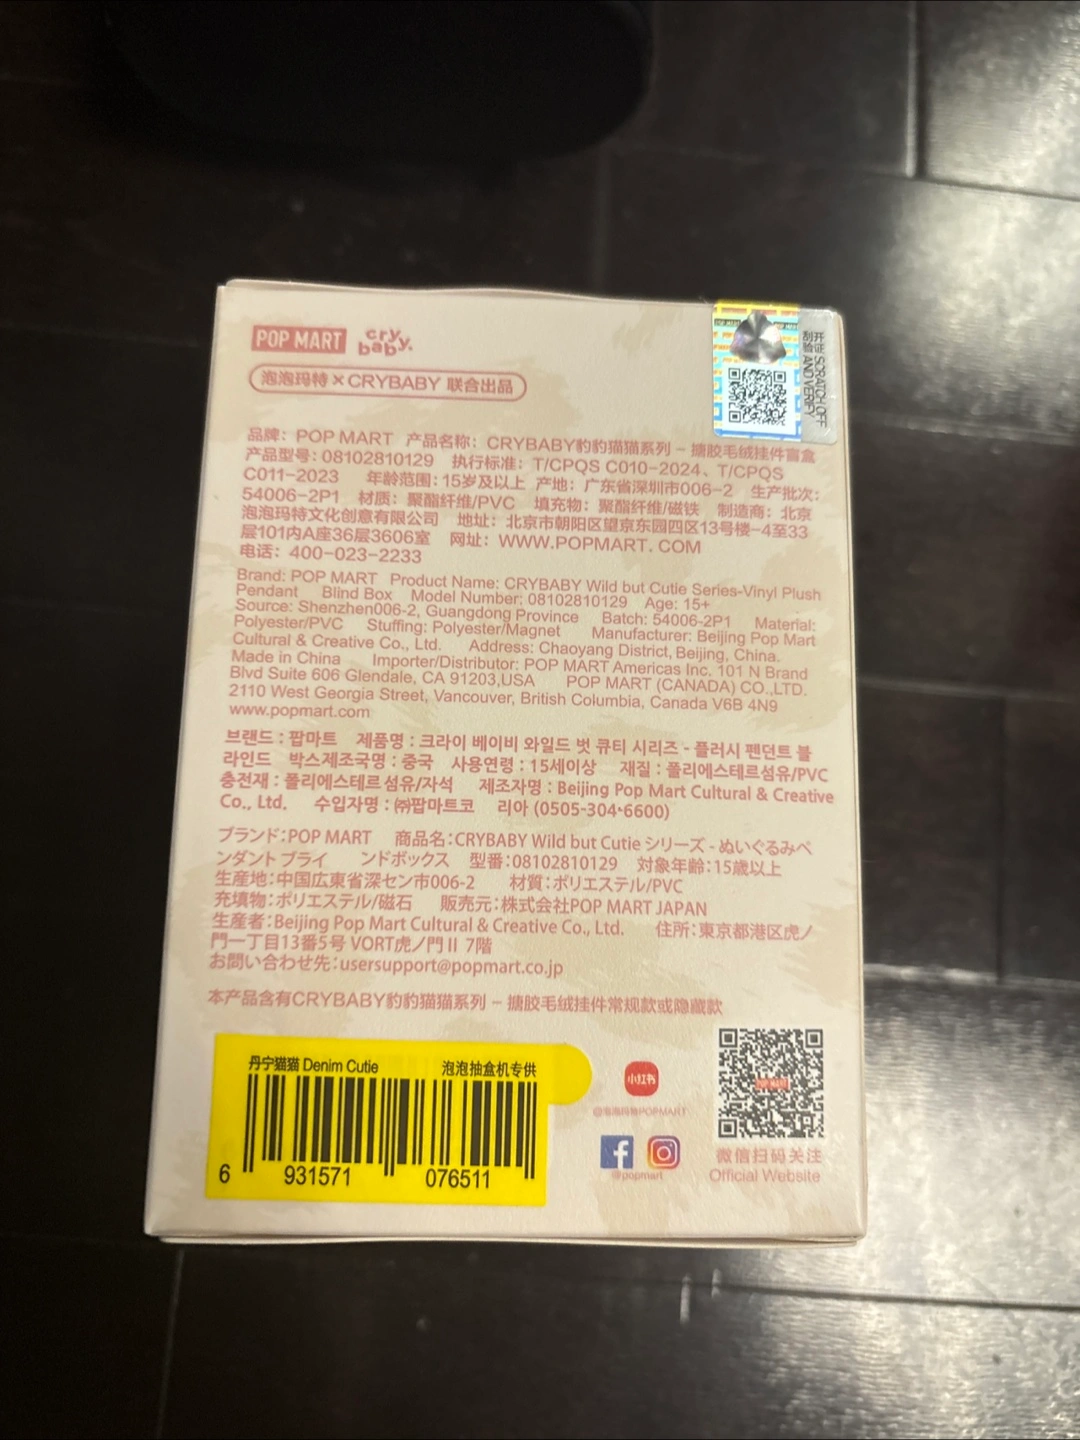 POP MART cry baby.
泡泡玛特×CRYBABY 联合出品
开证 SCRATCH OFF
刮验 AND VERIFY
品牌：POP MART 产品名称：CRYBABY豹豹猫猫系列 – 搪胶毛绒挂件盲盒
产品型号：08102810129 执行标准：T/CPQS C010-2024、T/CPQS
C011-2023 年龄范围：15岁及以上 产地：广东省深圳市006-2 生产批次：
54006-2P1 材质：聚酯纤维/PVC 填充物：聚酯纤维/磁铁 制造商：北京
泡泡玛特文化创意有限公司 地址：北京市朝阳区望京东园四区13号楼-4至33
层101内A座36层3606室 网址：WWW.POPMART.COM
电话：400-023-2233
Brand: POP MART Product Name: CRYBABY Wild but Cutie Series-Vinyl Plush
Pendant Blind Box Model Number: 08102810129 Age: 15+
Source: Shenzhen006-2, Guangdong Province Batch: 54006-2P1 Material:
Polyester/PVC Stuffing: Polyester/Magnet Manufacturer: Beijing Pop Mart
Cultural & Creative Co., Ltd. Address: Chaoyang District, Beijing, China.
Made in China Importer/Distributor: POP MART Americas Inc. 101 N Brand
Blvd Suite 606 Glendale, CA 91203,USA POP MART (CANADA) CO.,LTD.
2110 West Georgia Street, Vancouver, British Columbia, Canada V6B 4N9
www.popmart.com
브랜드 : 팝마트 제품명 : 크라이 베이비 와일드 벗 큐티 시리즈 - 플러시 펜던트 블
라인드 박스제조국명 : 중국 사용연령 : 15세이상 재질 : 폴리에스테르섬유/PVC
충전재 : 폴리에스테르섬유/자석 제조자명 : Beijing Pop Mart Cultural & Creative
Co., Ltd. 수입자명 : ㈜팝마트코 리아 (0505-304-6600)
ブランド：POP MART 商品名：CRYBABY Wild but Cutie シリーズ - ぬいぐるみペ
ンダント ブライ ンドボックス 型番：08102810129 対象年齢：15歳以上
生産地：中国広東省深セン市006-2 材質：ポリエステル/PVC
充填物：ポリエステル/磁石 販売元：株式会社POP MART JAPAN
生産者：Beijing Pop Mart Cultural & Creative Co., Ltd. 住所：東京都港区虎ノ
門一丁目13番5号 VORT虎ノ門Ⅱ 7階
お問い合わせ先：usersupport@popmart.co.jp
本产品含有CRYBABY豹豹猫猫系列 – 搪胶毛绒挂件常规款或隐藏款
丹宁猫猫 Denim Cutie 泡泡抽盒机专供
6 931571 076511
小红书
@泡泡玛特POPMART
@popmart
POP MART
微信扫码关注
Official Website